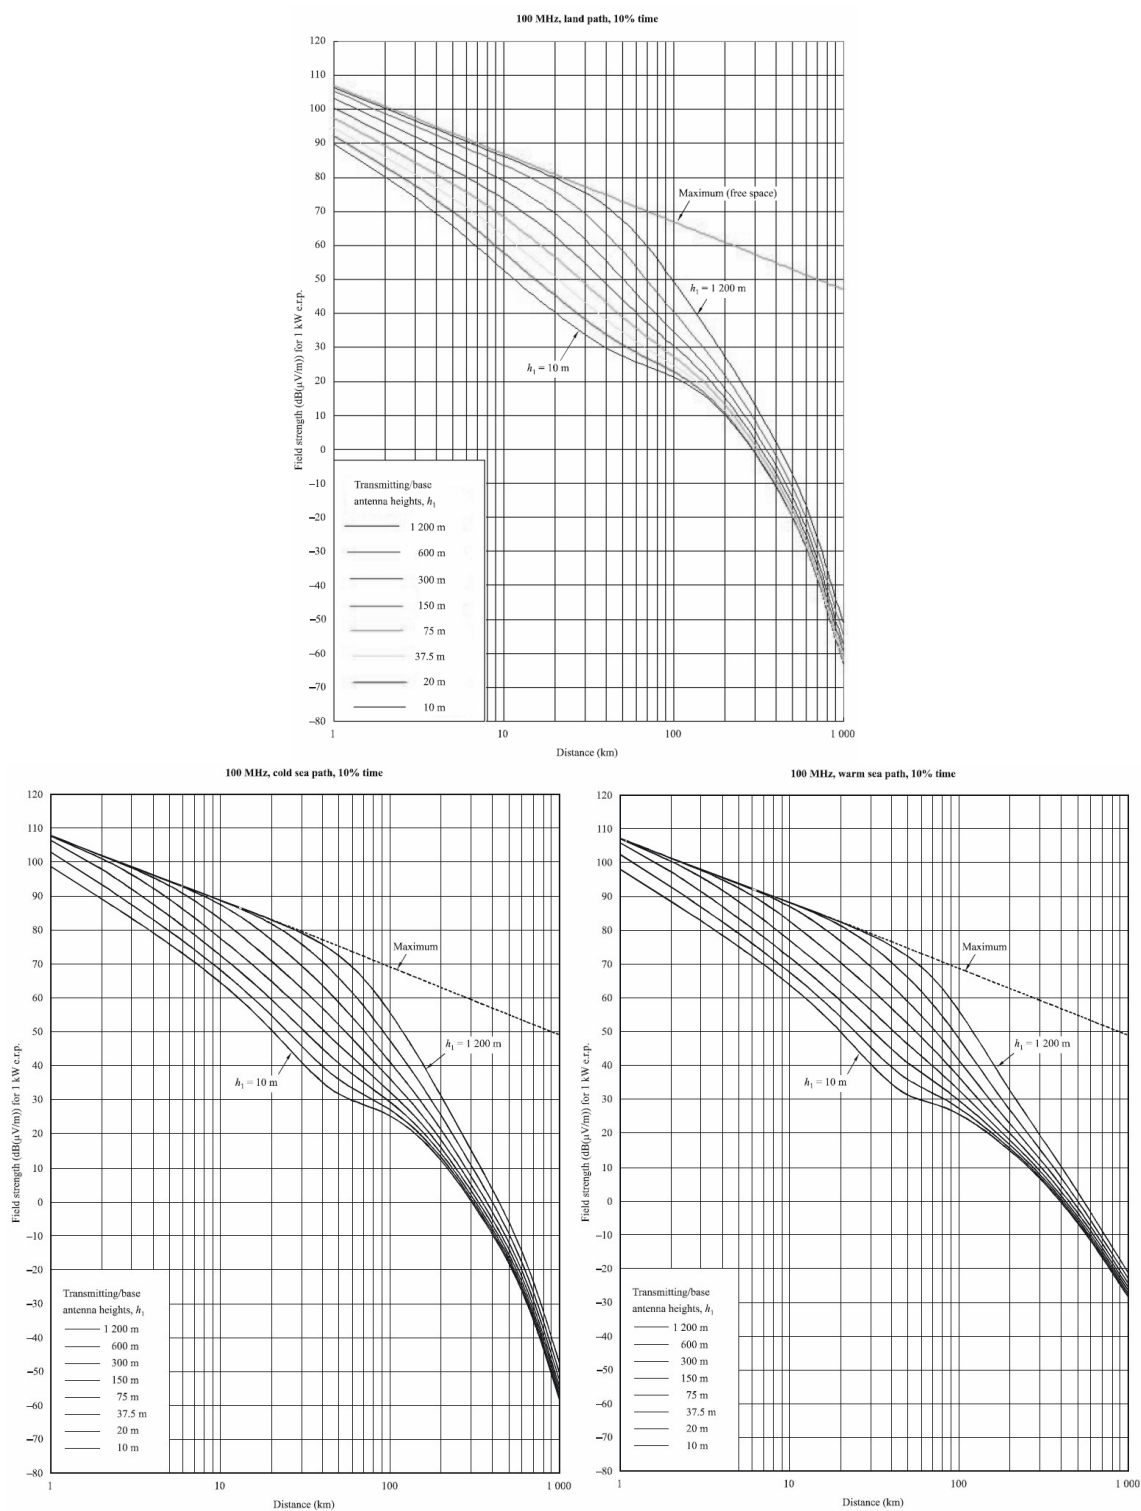 100 MHz, land path, 10% time
120
110
100
90
80
70
60
50
40
30
20
10
0
–10
–20
–30
–40
–50
–60
–70
–80
Field strength (dB(µV/m)) for 1 kW e.r.p.
Maximum (free space)
h₁ = 1 200 m
h₁ = 10 m
Transmitting/base
antenna heights, h₁
1 200 m
600 m
300 m
150 m
75 m
37.5 m
20 m
10 m
1 10 100 1 000
Distance (km)
100 MHz, cold sea path, 10% time
120
110
100
90
80
70
60
50
40
30
20
10
0
–10
–20
–30
–40
–50
–60
–70
–80
Field strength (dB(µV/m)) for 1 kW e.r.p.
Maximum
h₁ = 1 200 m
h₁ = 10 m
Transmitting/base
antenna heights, h₁
1 200 m
600 m
300 m
150 m
75 m
37.5 m
20 m
10 m
1 10 100 1 000
Distance (km)
100 MHz, warm sea path, 10% time
120
110
100
90
80
70
60
50
40
30
20
10
0
–10
–20
–30
–40
–50
–60
–70
–80
Field strength (dB(µV/m)) for 1 kW e.r.p.
Maximum
h₁ = 1 200 m
h₁ = 10 m
Transmitting/base
antenna heights, h₁
1 200 m
600 m
300 m
150 m
75 m
37.5 m
20 m
10 m
1 10 100 1 000
Distance (km)